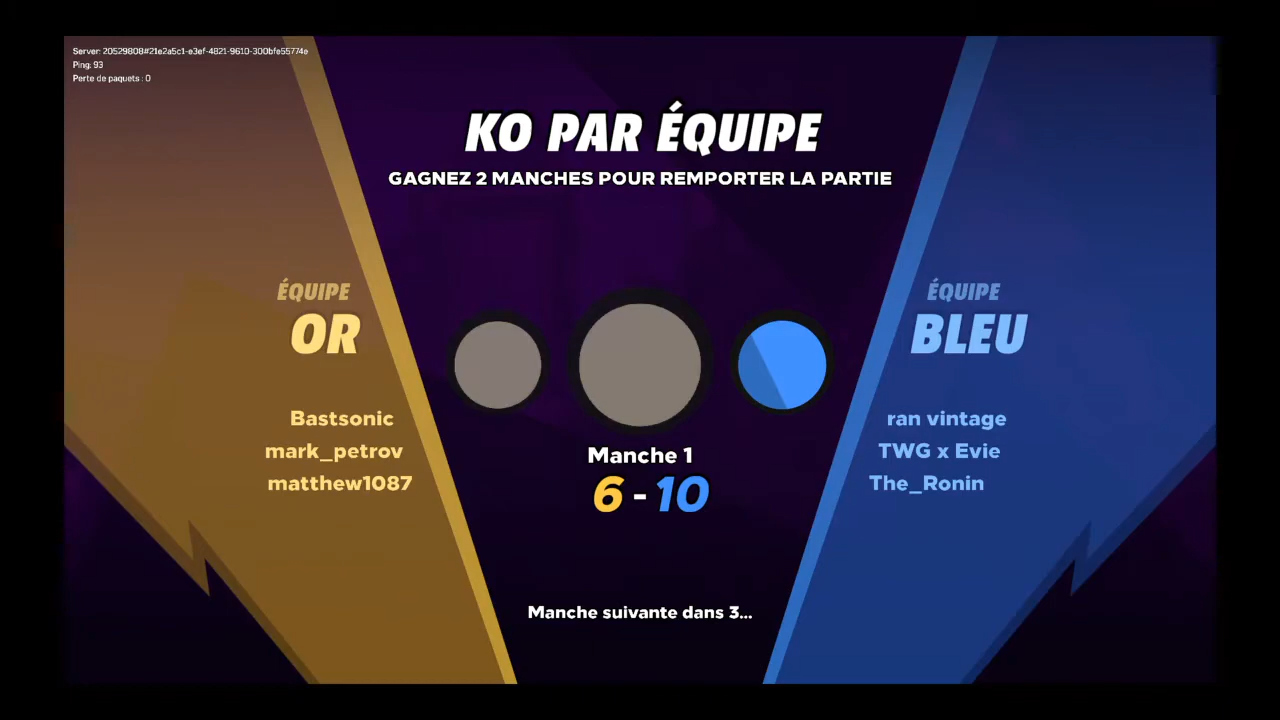 Server: 20529808#21e2a5c1-e3ef-4821-9610-300bfe55774e
Ping: 93
Perte de paquets : 0
KO PAR ÉQUIPE
GAGNEZ 2 MANCHES POUR REMPORTER LA PARTIE
ÉQUIPE
OR
Bastsonic
mark_petrov
matthew1087
Manche 1
6 - 10
Manche suivante dans 3...
ÉQUIPE
BLEU
ran vintage
TWG x Evie
The_Ronin